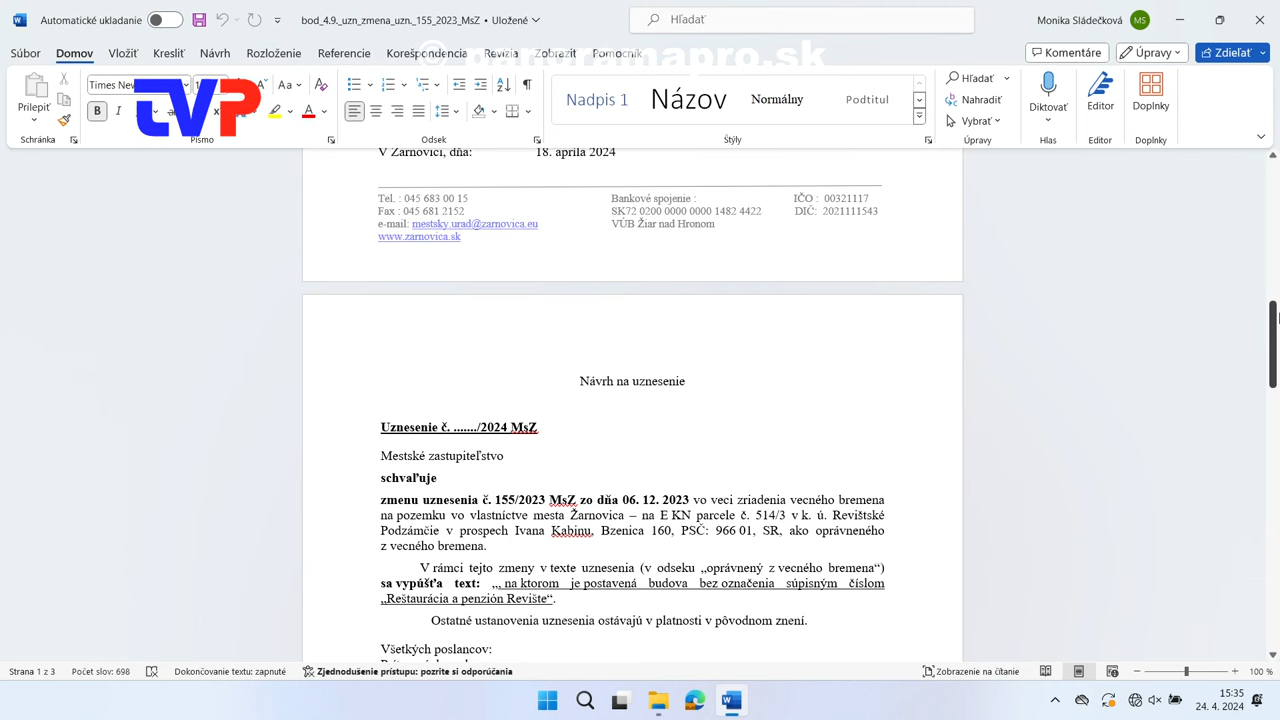 Automatické ukladanie
bod_4.9._uzn_zmena_uzn._155_2023_MsZ • Uložené
Hľadať
Monika Sládečková
MS
Súbor Domov Vložiť Kresliť Návrh Rozloženie Referencie Korešpondencia Revízia Zobraziť Pomocník
Komentáre
Úpravy
Zdieľať
© panoramapro.sk
TVP
Prilepiť
Times New
Aa
B I
Nadpis 1
Názov
Normálny
Podtitul
Hľadať
Nahradiť
Vybrať
Diktovať
Editor
Doplnky
Schránka
Písmo
Odsek
Štýly
Úpravy
Hlas
Editor
Doplnky
V Žarnovici, dňa: 18. apríla 2024
Tel. : 045 683 00 15 Bankové spojenie : IČO : 00321117
Fax : 045 681 2152 SK72 0200 0000 0000 1482 4422 DIČ: 2021111543
e-mail: mestsky.urad@zarnovica.eu VÚB Žiar nad Hronom
www.zarnovica.sk
Návrh na uznesenie
Uznesenie č. ......./2024 MsZ
Mestské zastupiteľstvo
schvaľuje
zmenu uznesenia č. 155/2023 MsZ zo dňa 06. 12. 2023 vo veci zriadenia vecného bremena
na pozemku vo vlastníctve mesta Žarnovica – na E KN parcele č. 514/3 v k. ú. Revištské
Podzámčie v prospech Ivana Kabinu, Bzenica 160, PSČ: 966 01, SR, ako oprávneného
z vecného bremena.
V rámci tejto zmeny v texte uznesenia (v odseku „oprávnený z vecného bremena“)
sa vypúšťa text: „, na ktorom je postavená budova bez označenia súpisným číslom
„Reštaurácia a penzión Revište“.
Ostatné ustanovenia uznesenia ostávajú v platnosti v pôvodnom znení.
Všetkých poslancov:
Strana 1 z 3
Počet slov: 698
Dokončovanie textu: zapnuté
Zjednodušenie prístupu: pozrite si odporúčania
Zobrazenie na čítanie
100 %
15:35
24. 4. 2024